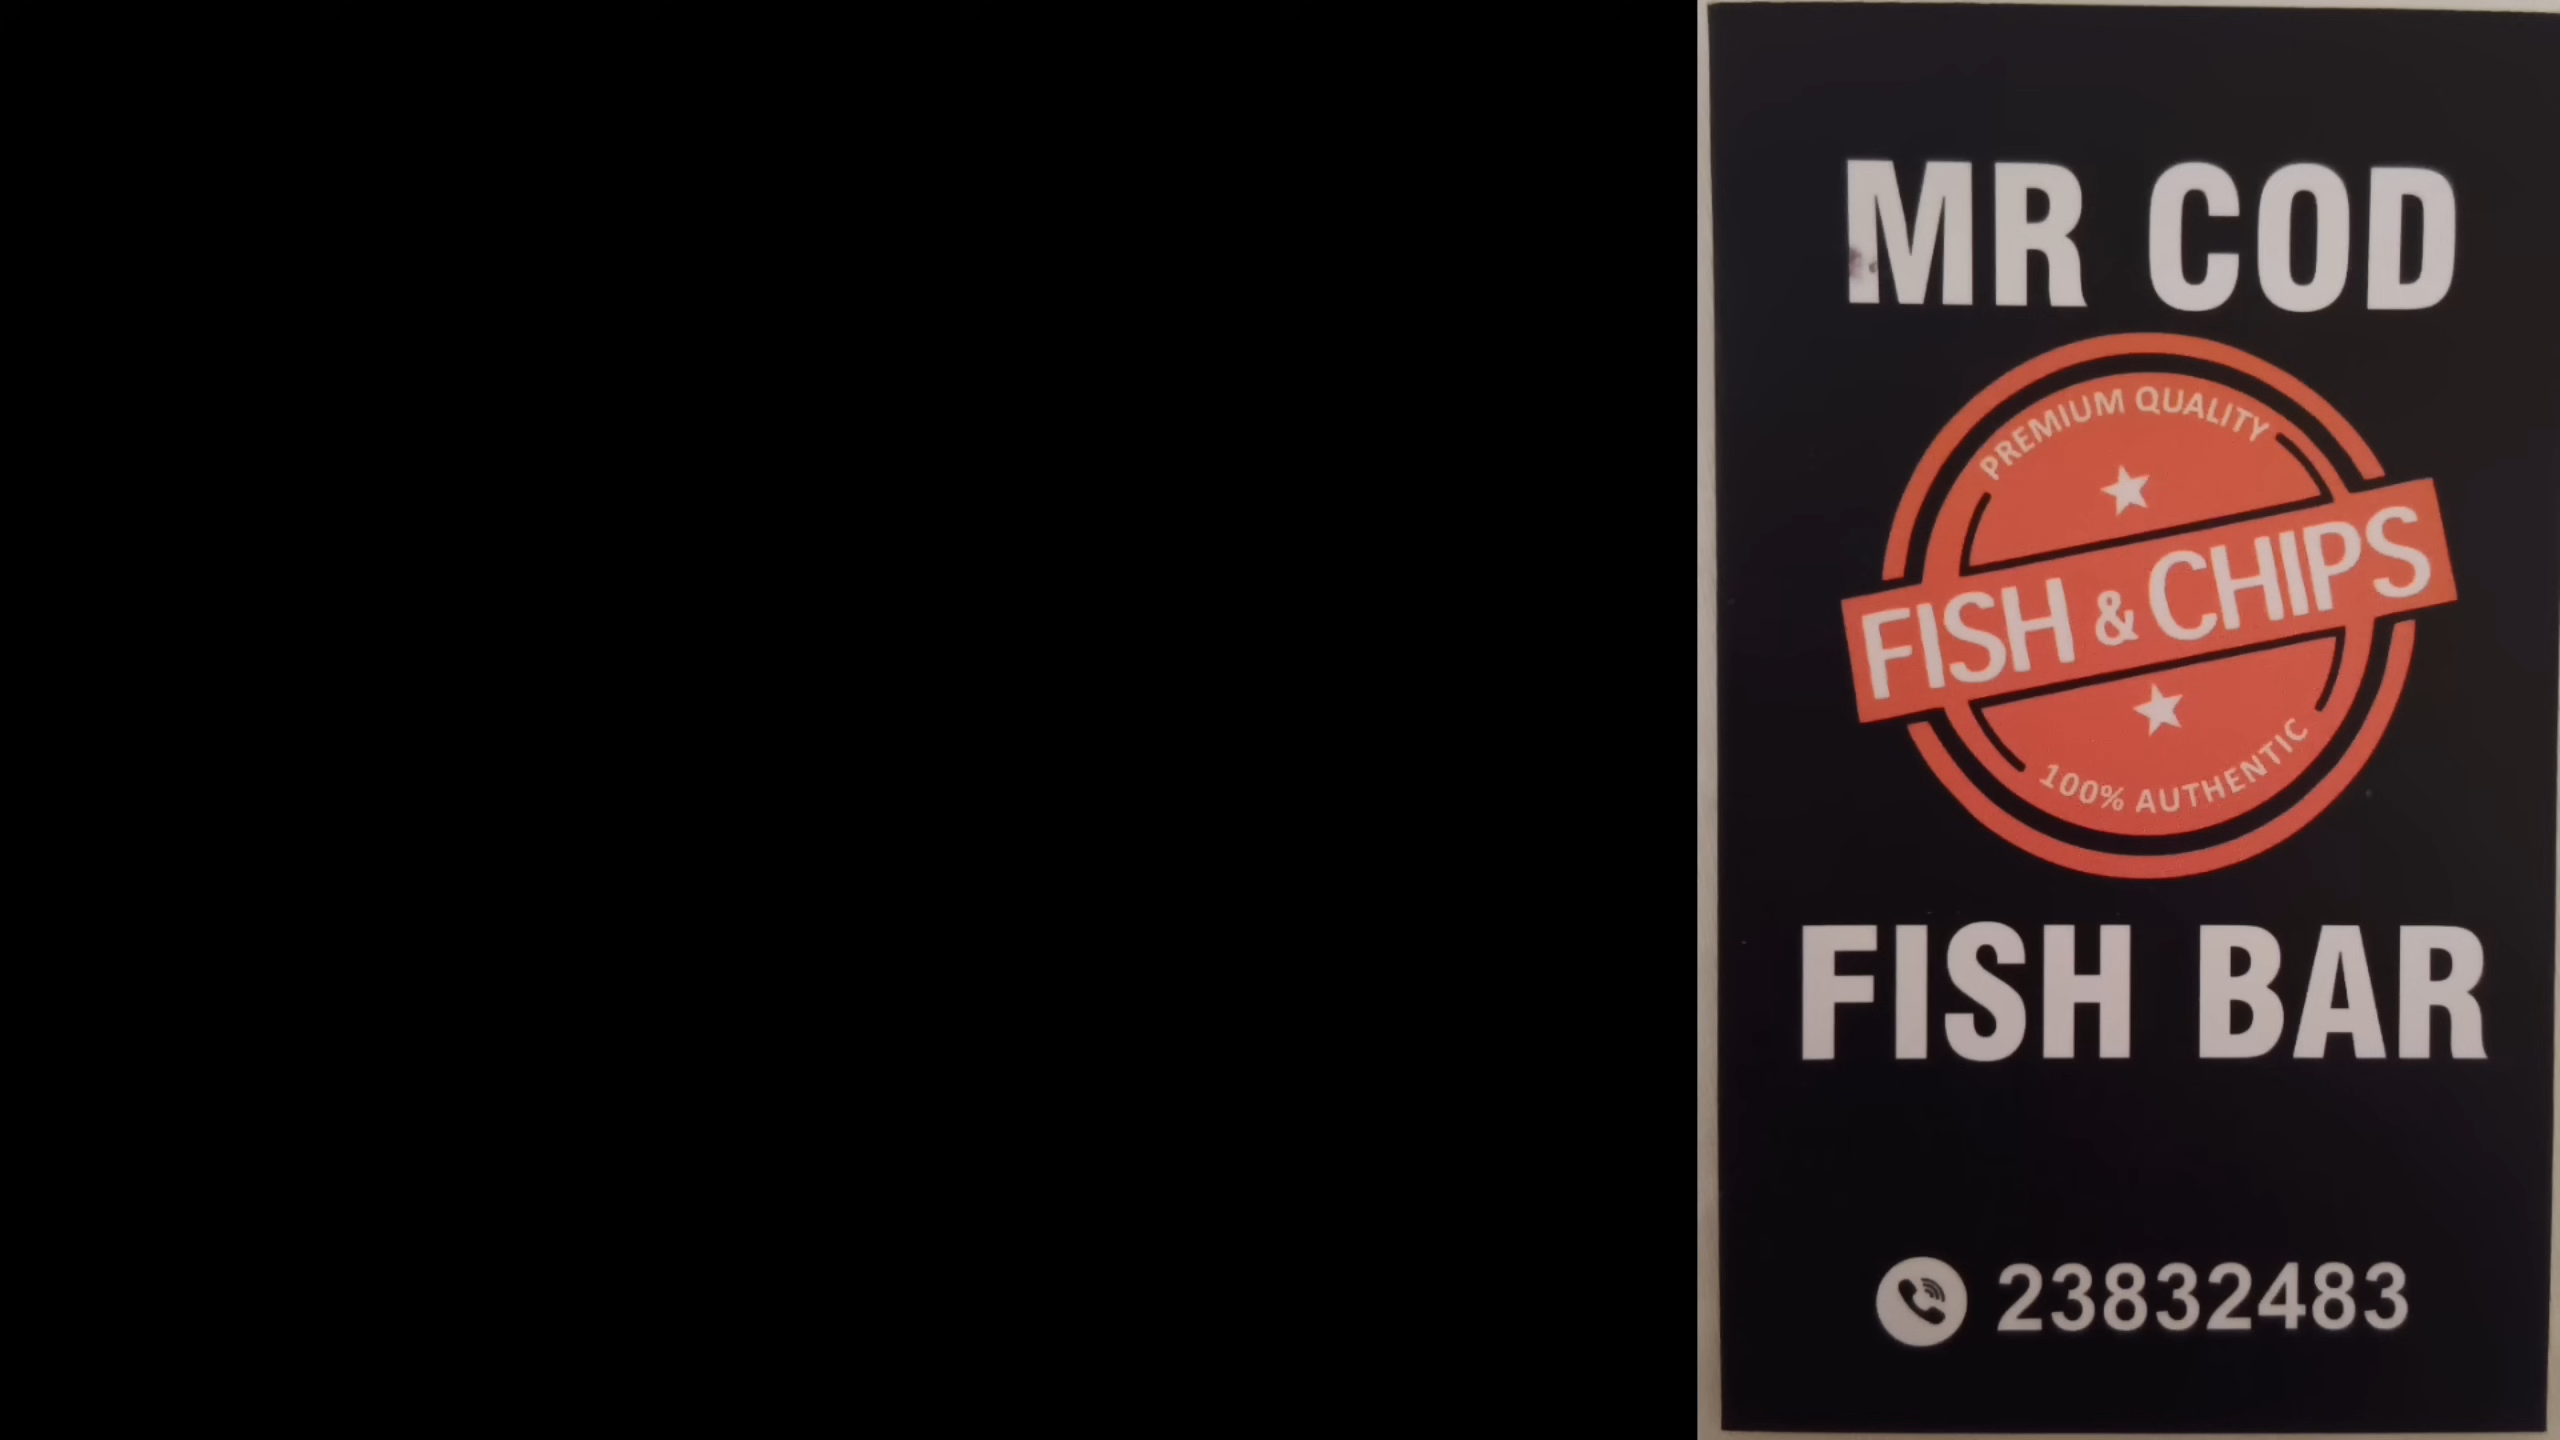 MR COD
PREMIUM QUALITY
FISH & CHIPS
100% AUTHENTIC
FISH BAR
23832483